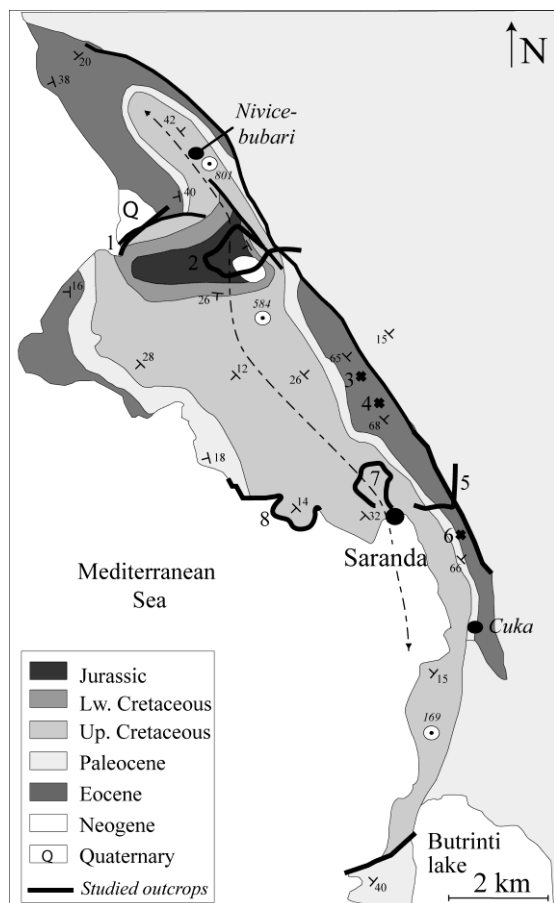 N
20
38
Nivice-
bubari
42
801
40
Q
1
2
16
26
584
15
65
3
28
12
26
4
68
18
7
5
14
32
8
6
Saranda
66
Mediterranean
Sea
Cuka
15
169
Jurassic
Lw. Cretaceous
Up. Cretaceous
Paleocene
Eocene
Neogene
Q Quaternary
Studied outcrops
Butrinti
lake
40
2 km